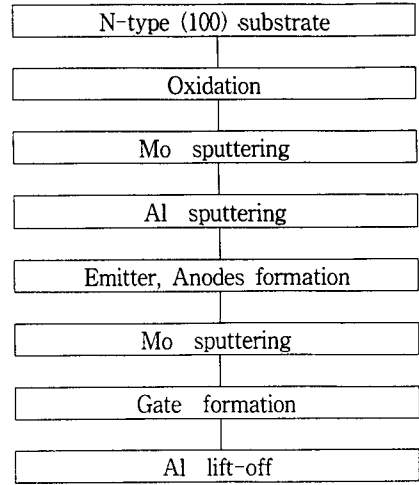 N-type (100) substrate
Oxidation
Mo sputtering
Al sputtering
Emitter, Anodes formation
Mo sputtering
Gate formation
Al lift-off